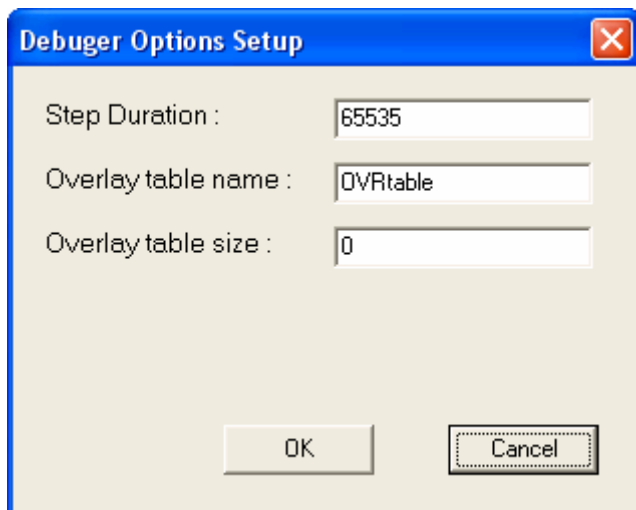 Debuger Options Setup
Step Duration : 65535
Overlay table name : OVRtable
Overlay table size : 0
OK Cancel